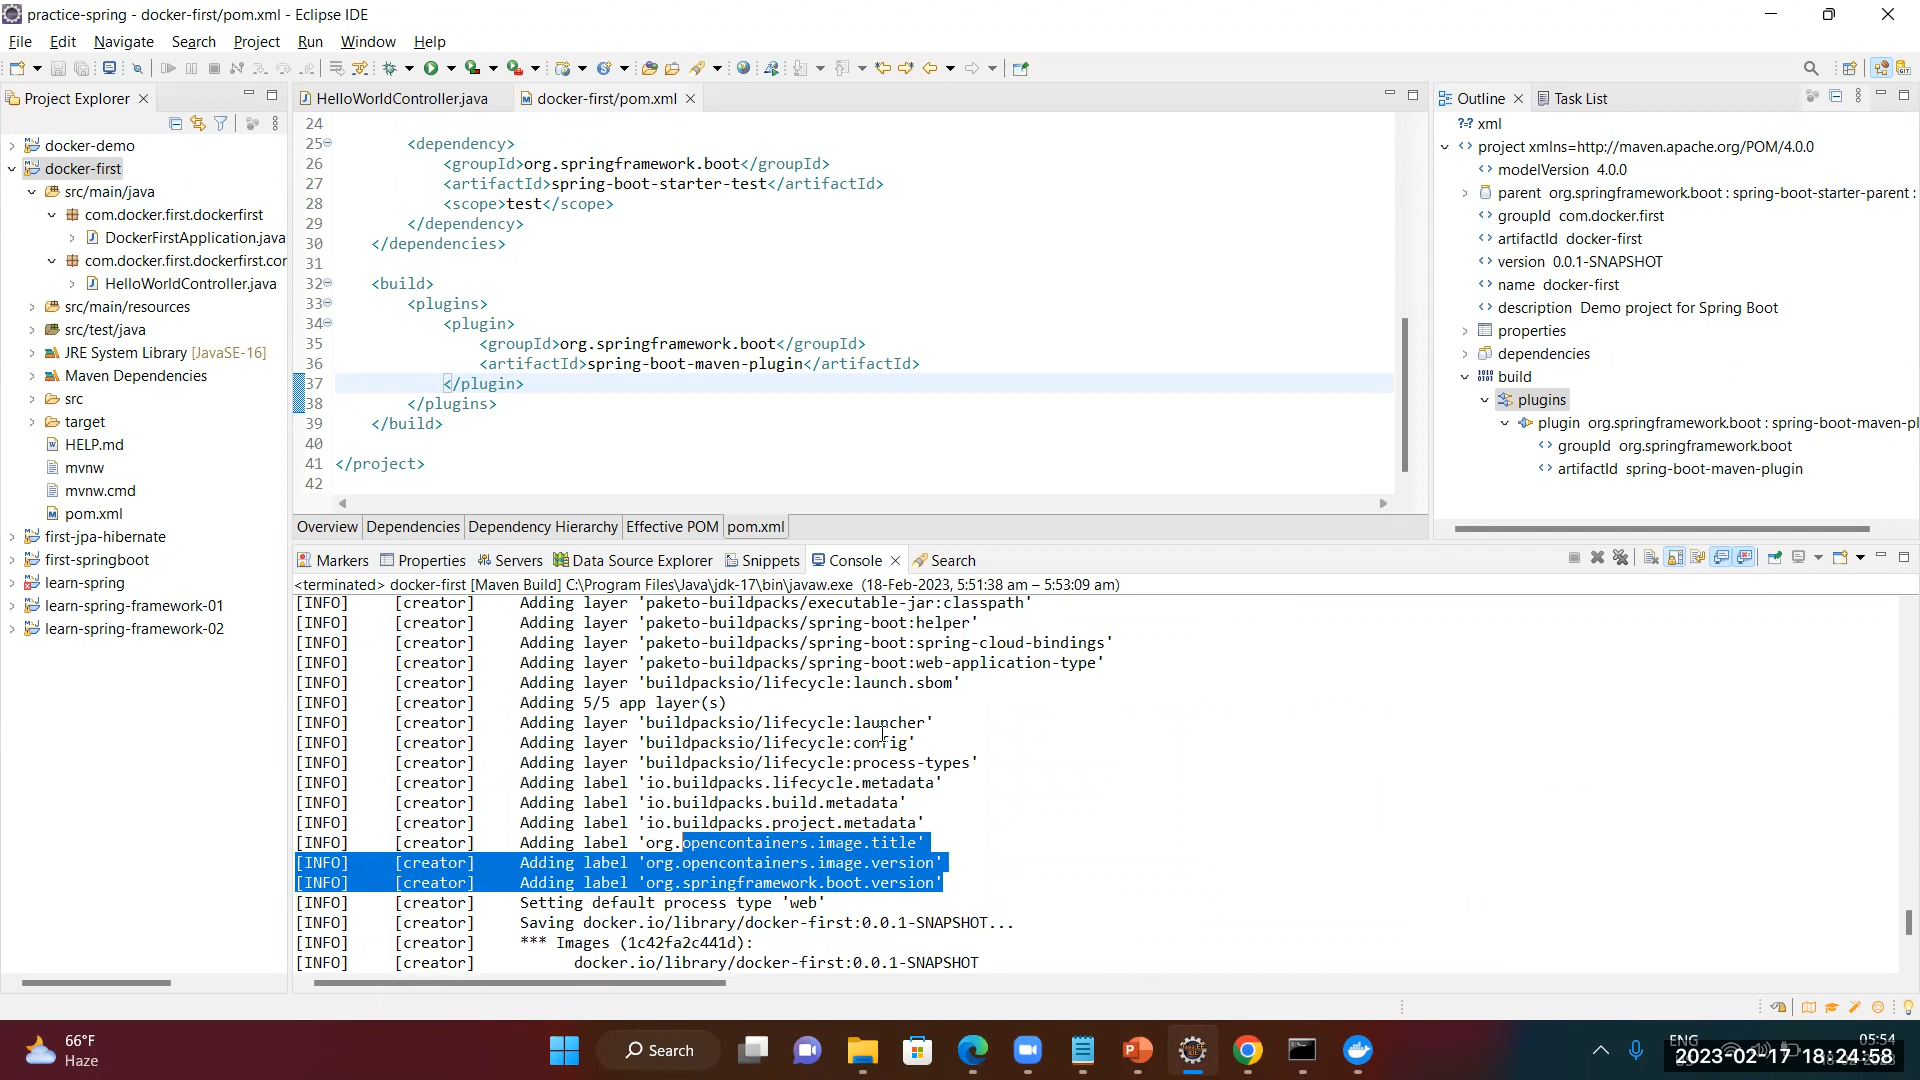 practice-spring - docker-first/pom.xml - Eclipse IDE
File Edit Navigate Search Project Run Window Help
Project Explorer
docker-demo
docker-first
src/main/java
com.docker.first.dockerfirst
DockerFirstApplication.java
com.docker.first.dockerfirst.cor
HelloWorldController.java
src/main/resources
src/test/java
JRE System Library [JavaSE-16]
Maven Dependencies
src
target
HELP.md
mvnw
mvnw.cmd
pom.xml
first-jpa-hibernate
first-springboot
learn-spring
learn-spring-framework-01
learn-spring-framework-02
HelloWorldController.java docker-first/pom.xml
24
25 <dependency>
26 <groupId>org.springframework.boot</groupId>
27 <artifactId>spring-boot-starter-test</artifactId>
28 <scope>test</scope>
29 </dependency>
30 </dependencies>
31
32 <build>
33 <plugins>
34 <plugin>
35 <groupId>org.springframework.boot</groupId>
36 <artifactId>spring-boot-maven-plugin</artifactId>
37 </plugin>
38 </plugins>
39 </build>
40
41 </project>
42
Overview Dependencies Dependency Hierarchy Effective POM pom.xml
Outline Task List
xml
project xmlns=http://maven.apache.org/POM/4.0.0
modelVersion 4.0.0
parent org.springframework.boot : spring-boot-starter-parent :
groupId com.docker.first
artifactId docker-first
version 0.0.1-SNAPSHOT
name docker-first
description Demo project for Spring Boot
properties
dependencies
build
plugins
plugin org.springframework.boot : spring-boot-maven-pl
groupId org.springframework.boot
artifactId spring-boot-maven-plugin
Markers Properties Servers Data Source Explorer Snippets Console Search
<terminated> docker-first [Maven Build] C:\Program Files\Java\jdk-17\bin\javaw.exe (18-Feb-2023, 5:51:38 am – 5:53:09 am)
[INFO] [creator] Adding layer 'paketo-buildpacks/executable-jar:classpath'
[INFO] [creator] Adding layer 'paketo-buildpacks/spring-boot:helper'
[INFO] [creator] Adding layer 'paketo-buildpacks/spring-boot:spring-cloud-bindings'
[INFO] [creator] Adding layer 'paketo-buildpacks/spring-boot:web-application-type'
[INFO] [creator] Adding layer 'buildpacksio/lifecycle:launch.sbom'
[INFO] [creator] Adding 5/5 app layer(s)
[INFO] [creator] Adding layer 'buildpacksio/lifecycle:launcher'
[INFO] [creator] Adding layer 'buildpacksio/lifecycle:config'
[INFO] [creator] Adding layer 'buildpacksio/lifecycle:process-types'
[INFO] [creator] Adding label 'io.buildpacks.lifecycle.metadata'
[INFO] [creator] Adding label 'io.buildpacks.build.metadata'
[INFO] [creator] Adding label 'io.buildpacks.project.metadata'
[INFO] [creator] Adding label 'org.opencontainers.image.title'
[INFO] [creator] Adding label 'org.opencontainers.image.version'
[INFO] [creator] Adding label 'org.springframework.boot.version'
[INFO] [creator] Setting default process type 'web'
[INFO] [creator] Saving docker.io/library/docker-first:0.0.1-SNAPSHOT...
[INFO] [creator] *** Images (1c42fa2c441d):
[INFO] [creator] docker.io/library/docker-first:0.0.1-SNAPSHOT
66°F
Haze
Search
ENG
05:54
2023-02-17 18:24:58